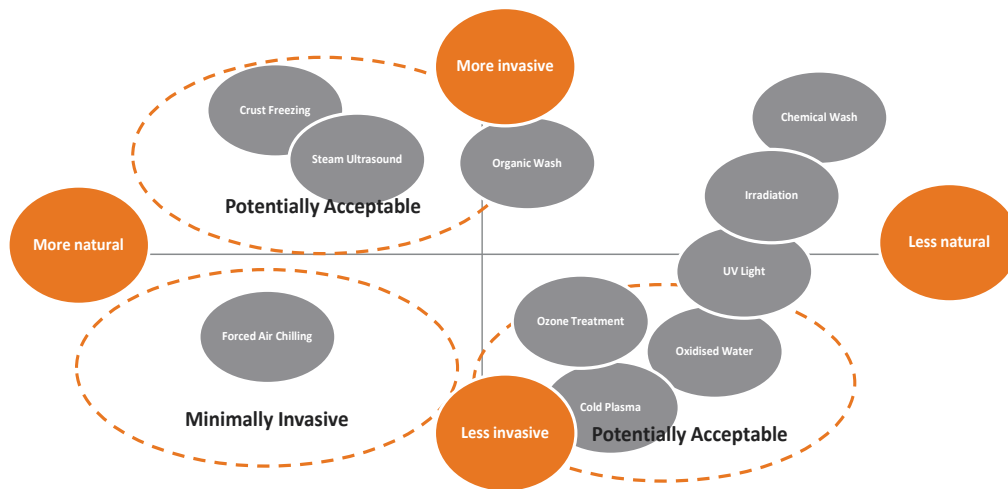 More invasive
Crust Freezing
Chemical Wash
Steam Ultrasound
Organic Wash
Irradiation
Potentially Acceptable
More natural
Less natural
UV Light
Ozone Treatment
Forced Air Chilling
Oxidised Water
Cold Plasma
Minimally Invasive
Less invasive
Potentially Acceptable